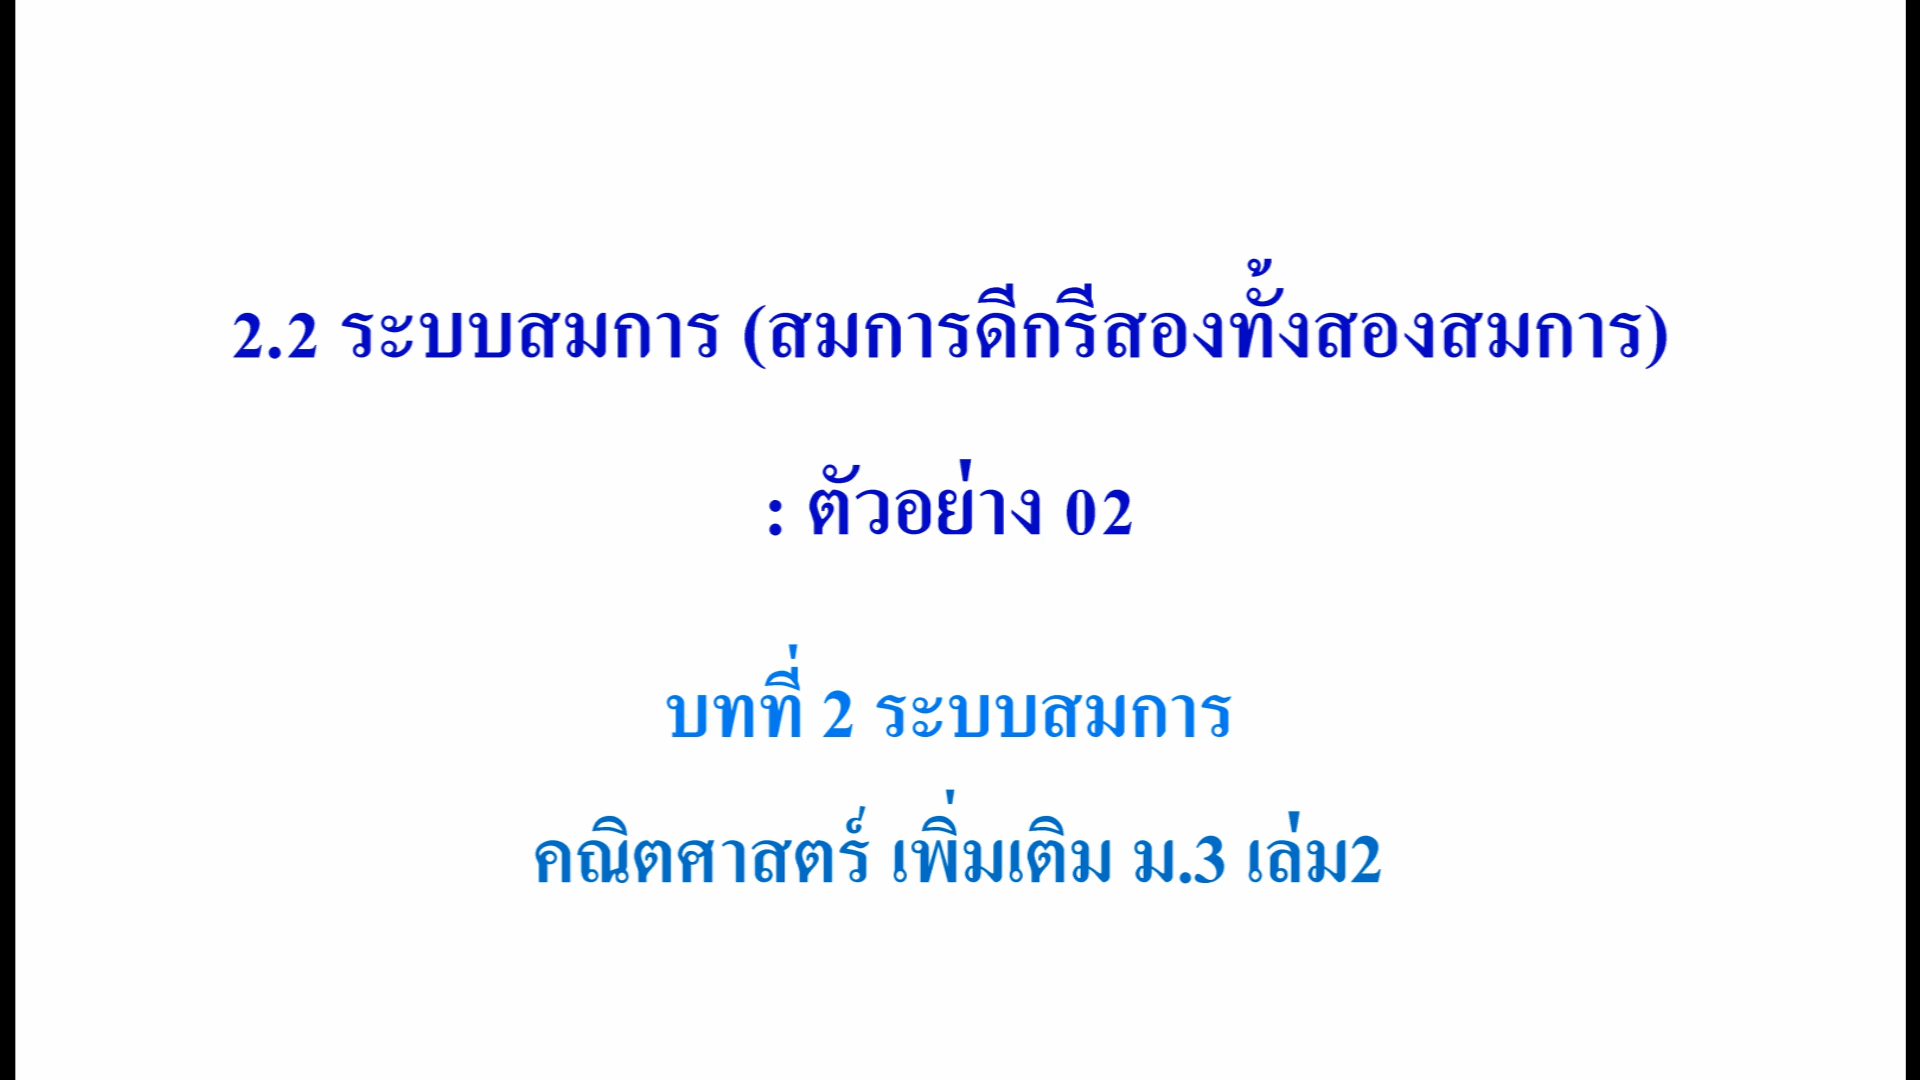 2.2 ระบบสมการ (สมการดีกรีสองทั้งสองสมการ)
: ตัวอย่าง 02
บทที่ 2 ระบบสมการ
คณิตศาสตร์ เพิ่มเติม ม.3 เล่ม2